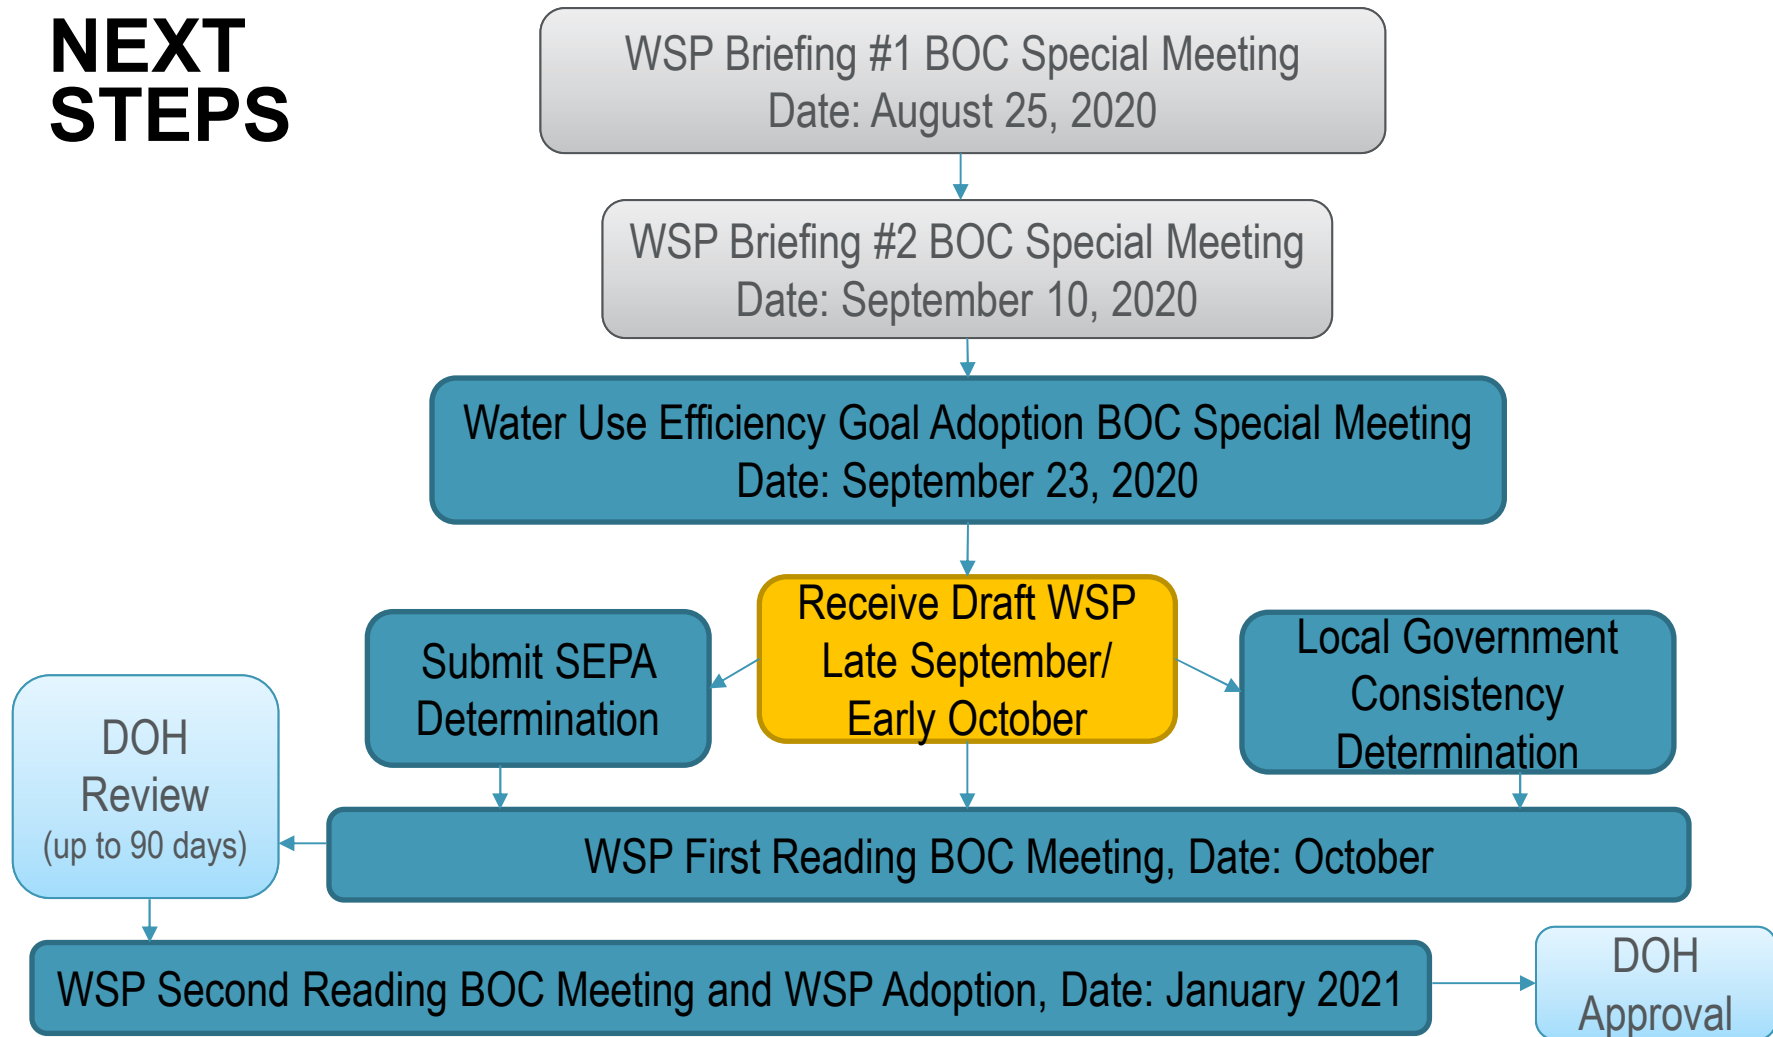 NEXT
STEPS
WSP Briefing #1 BOC Special Meeting
Date: August 25, 2020
WSP Briefing #2 BOC Special Meeting
Date: September 10, 2020
Water Use Efficiency Goal Adoption BOC Special Meeting
Date: September 23, 2020
Receive Draft WSP
Late September/
Early October
Submit SEPA
Determination
Local Government
Consistency
Determination
DOH
Review
(up to 90 days)
WSP First Reading BOC Meeting, Date: October
WSP Second Reading BOC Meeting and WSP Adoption, Date: January 2021
DOH
Approval